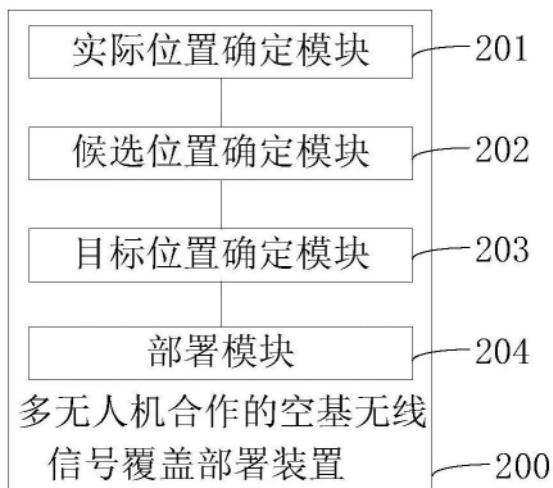 实际位置确定模块 201
候选位置确定模块 202
目标位置确定模块 203
部署模块 204
多无人机合作的空基无线
信号覆盖部署装置 200